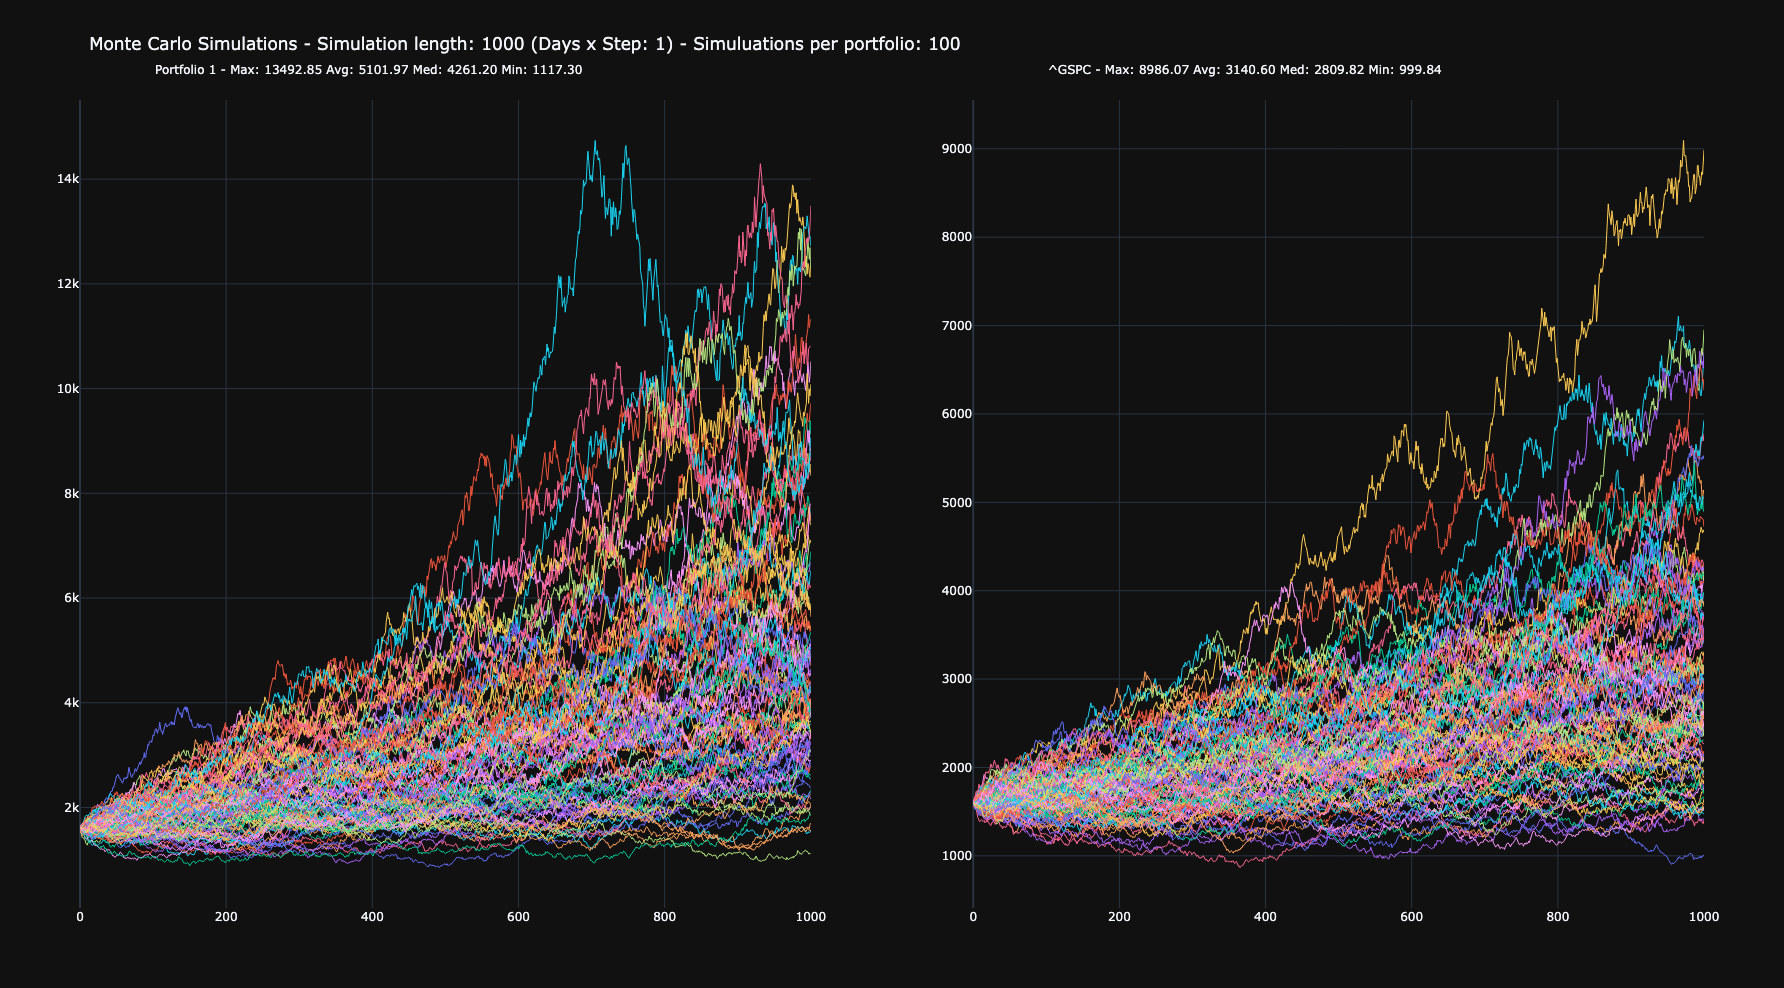 Monte Carlo Simulations - Simulation length: 1000 (Days x Step: 1) - Simuluations per portfolio: 100
Portfolio 1 - Max: 13492.85 Avg: 5101.97 Med: 4261.20 Min: 1117.30
^GSPC - Max: 8986.07 Avg: 3140.60 Med: 2809.82 Min: 999.84
14k
12k
10k
8k
6k
4k
2k
0 200 400 600 800 1000
9000
8000
7000
6000
5000
4000
3000
2000
1000
0 200 400 600 800 1000